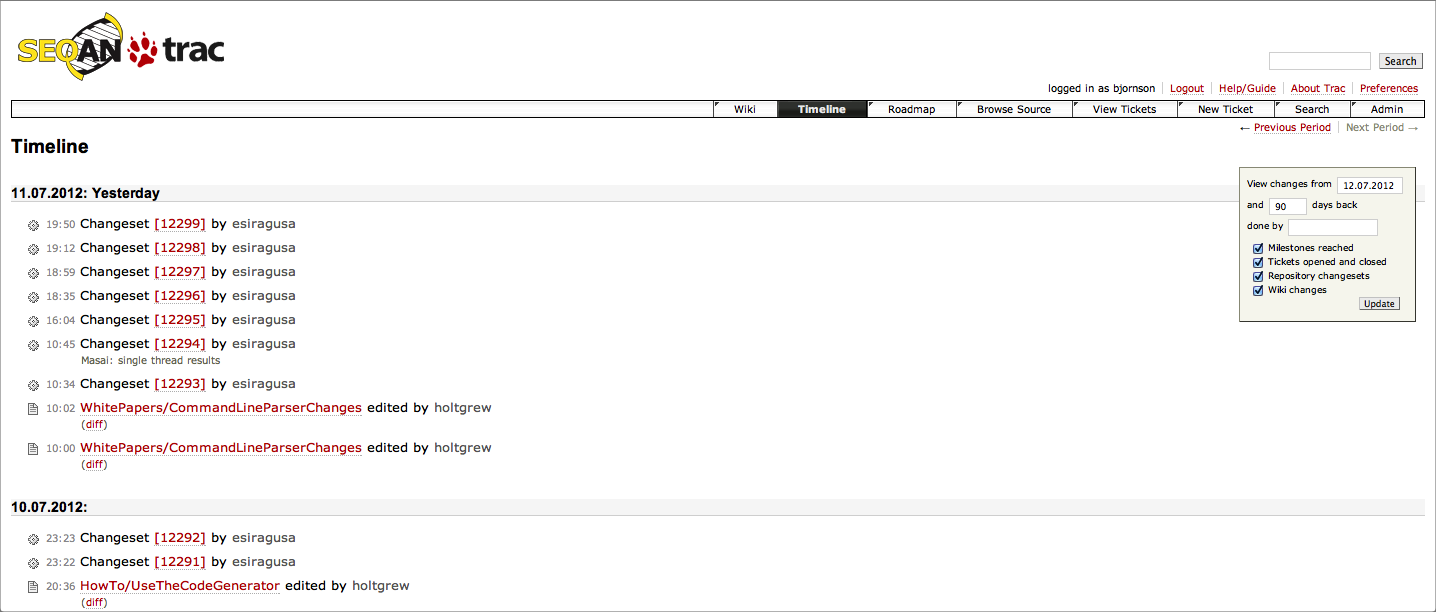 SEQAN trac
Search
logged in as bjornson Logout Help/Guide About Trac Preferences
Wiki Timeline Roadmap Browse Source View Tickets New Ticket Search Admin
← Previous Period Next Period →
Timeline
11.07.2012: Yesterday
19:50 Changeset [12299] by esiragusa
19:12 Changeset [12298] by esiragusa
18:59 Changeset [12297] by esiragusa
18:35 Changeset [12296] by esiragusa
16:04 Changeset [12295] by esiragusa
10:45 Changeset [12294] by esiragusa
Masai: single thread results
10:34 Changeset [12293] by esiragusa
10:02 WhitePapers/CommandLineParserChanges edited by holtgrew
(diff)
10:00 WhitePapers/CommandLineParserChanges edited by holtgrew
(diff)
10.07.2012:
23:23 Changeset [12292] by esiragusa
23:22 Changeset [12291] by esiragusa
20:36 HowTo/UseTheCodeGenerator edited by holtgrew
(diff)
View changes from 12.07.2012
and 90 days back
done by
Milestones reached
Tickets opened and closed
Repository changesets
Wiki changes
Update